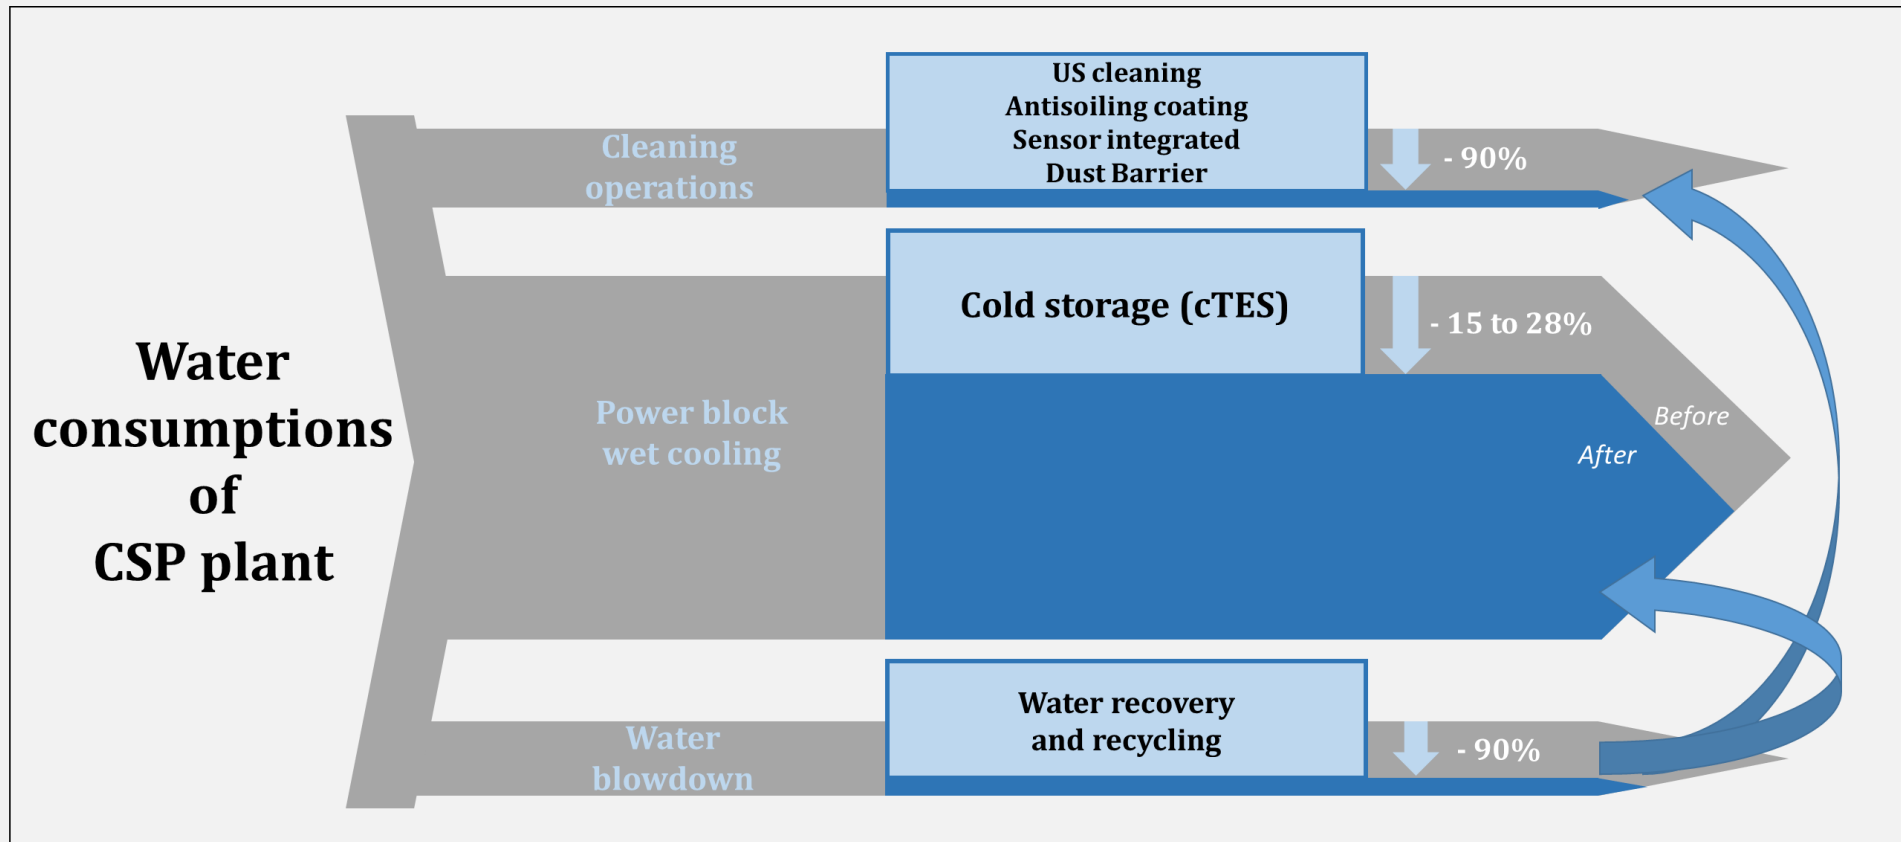 Water
consumptions
of
CSP plant
Cleaning
operations
US cleaning
Antisoiling coating
Sensor integrated
Dust Barrier
- 90%
Power block
wet cooling
Cold storage (cTES)
- 15 to 28%
Before
After
Water
blowdown
Water recovery
and recycling
- 90%